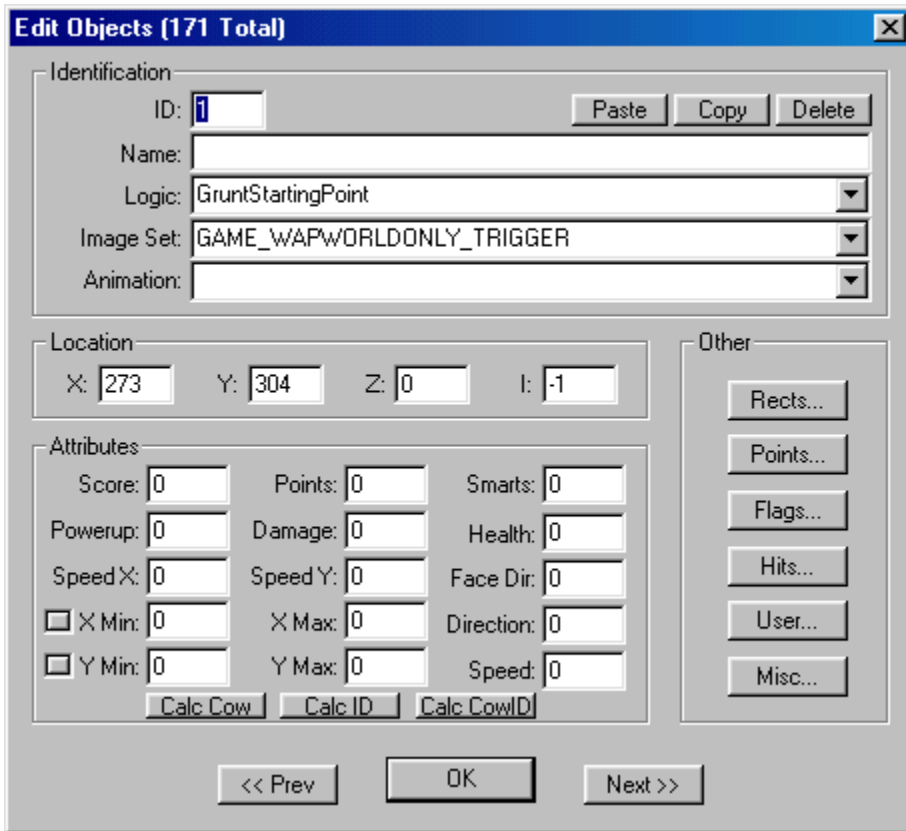 Edit Objects (171 Total)
Identification
ID: 1 Paste Copy Delete
Name:
Logic: GruntStartingPoint
Image Set: GAME_WAPWORLDONLY_TRIGGER
Animation:
Location
X: 273 Y: 304 Z: 0 I: -1
Other
Rects...
Points...
Flags...
Hits...
User...
Misc...
Attributes
Score: 0 Points: 0 Smarts: 0
Powerup: 0 Damage: 0 Health: 0
Speed X: 0 Speed Y: 0 Face Dir: 0
X Min: 0 X Max: 0 Direction: 0
Y Min: 0 Y Max: 0 Speed: 0
Calc Cow Calc ID Calc CowID
<< Prev OK Next >>